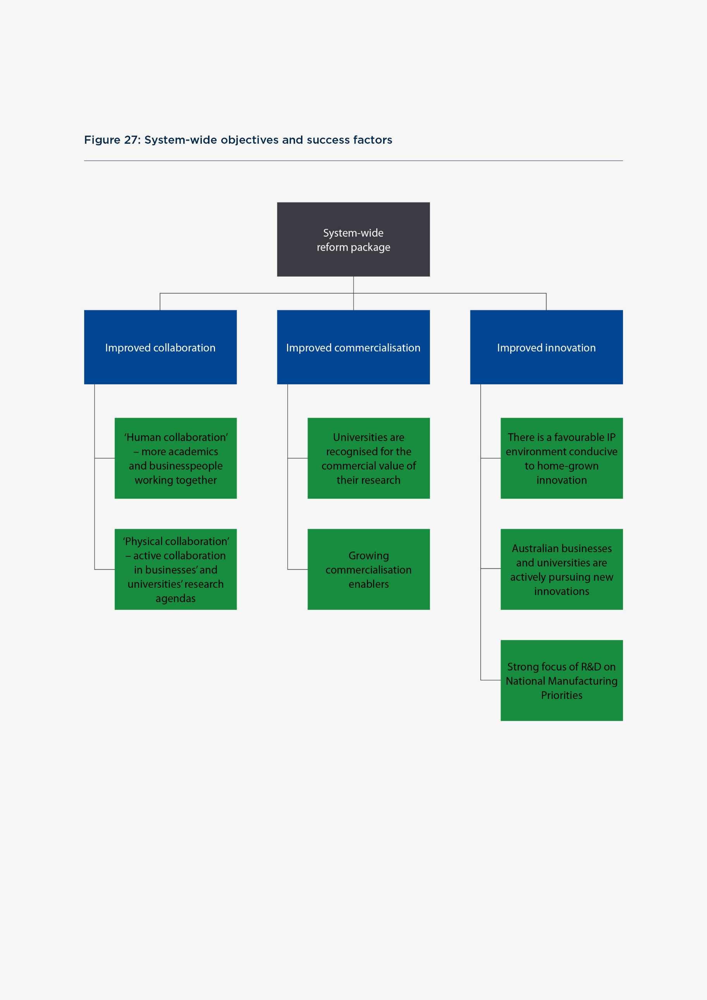 Figure 27: System-wide objectives and success factors
System-wide
reform package
Improved collaboration
Improved commercialisation
Improved innovation
‘Human collaboration’
– more academics
and businesspeople
working together
Universities are
recognised for the
commercial value of
their research
There is a favourable IP
environment conducive
to home-grown
innovation
‘Physical collaboration’
– active collaboration
in businesses’ and
universities’ research
agendas
Growing
commercialisation
enablers
Australian businesses
and universities are
actively pursuing new
innovations
Strong focus of R&D on
National Manufacturing
Priorities